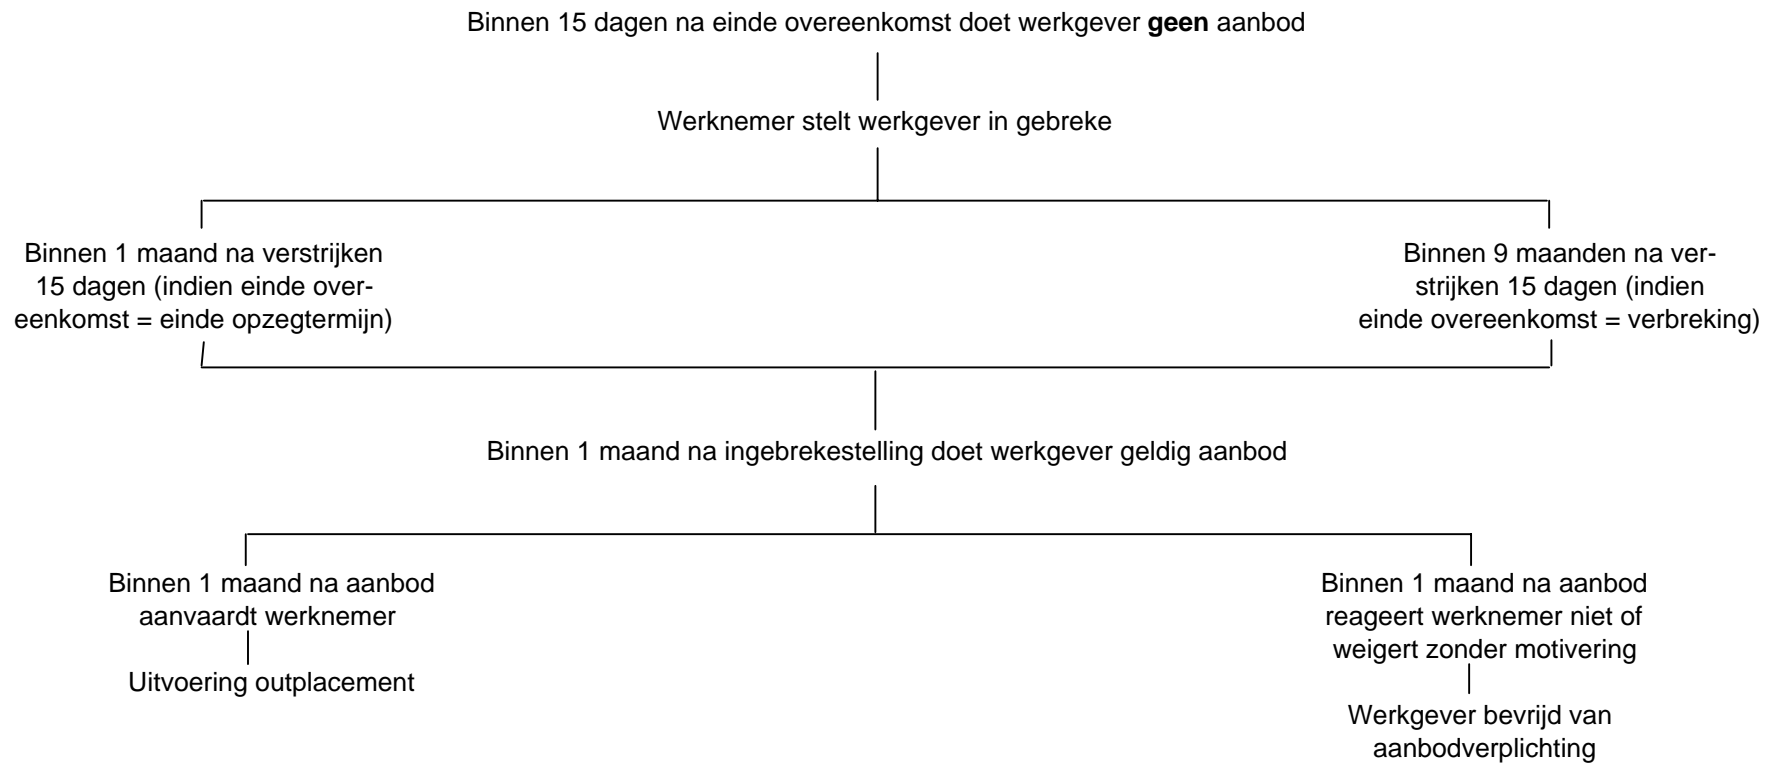 Binnen 15 dagen na einde overeenkomst doet werkgever geen aanbod
Werknemer stelt werkgever in gebreke
Binnen 1 maand na verstrijken
15 dagen (indien einde over-
eenkomst = einde opzegtermijn)
Binnen 9 maanden na ver-
strijken 15 dagen (indien
einde overeenkomst = verbreking)
Binnen 1 maand na ingebrekestelling doet werkgever geldig aanbod
Binnen 1 maand na aanbod
aanvaardt werknemer
Uitvoering outplacement
Binnen 1 maand na aanbod
reageert werknemer niet of
weigert zonder motivering
Werkgever bevrijd van
aanbodverplichting